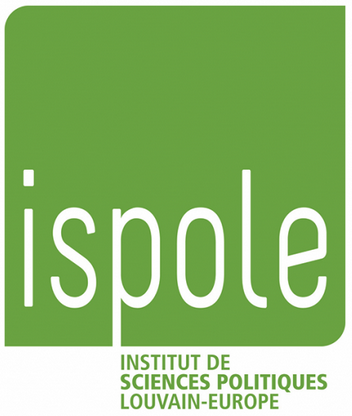 ispole
INSTITUT DE
SCIENCES POLITIQUES
LOUVAIN-EUROPE